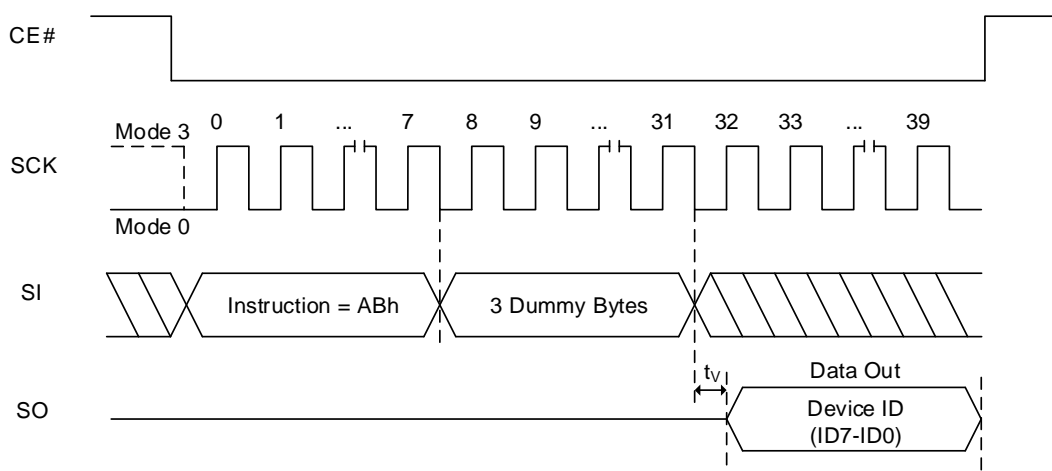 CE#
Mode 3 0 1 ... 7 8 9 ... 31 32 33 ... 39
SCK
Mode 0
SI Instruction = ABh 3 Dummy Bytes
tV Data Out
SO Device ID
(ID7-ID0)